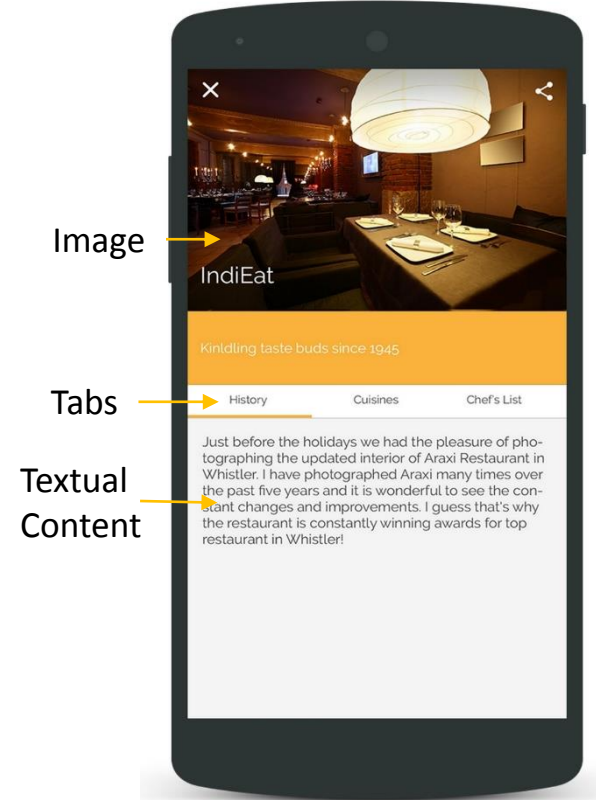 Image
IndiEat
Kinldling taste buds since 1945
Tabs
History Cuisines Chef's List
Textual
Content
Just before the holidays we had the pleasure of pho-
tographing the updated interior of Araxi Restaurant in
Whistler. I have photographed Araxi many times over
the past five years and it is wonderful to see the con-
stant changes and improvements. I guess that's why
the restaurant is constantly winning awards for top
restaurant in Whistler!